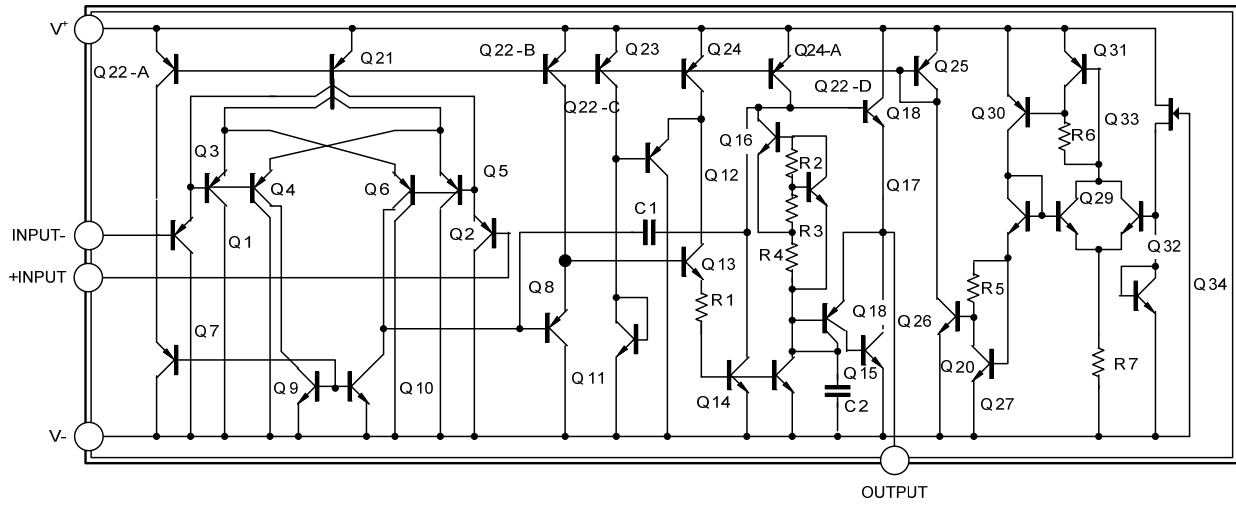 V+
Q22-A
Q21
Q22-B
Q23
Q24
Q24-A
Q25
Q31
Q22-C
Q22-D
Q18
Q30
Q33
R6
Q16
R2
Q3
Q4
Q6
Q5
Q12
Q17
Q29
C1
R3
INPUT-
Q1
Q2
R4
Q32
+INPUT
Q13
R5
Q8
R1
Q18
Q26
Q34
Q7
Q9
Q10
Q11
Q14
Q15
Q20
R7
C2
Q27
V-
OUTPUT